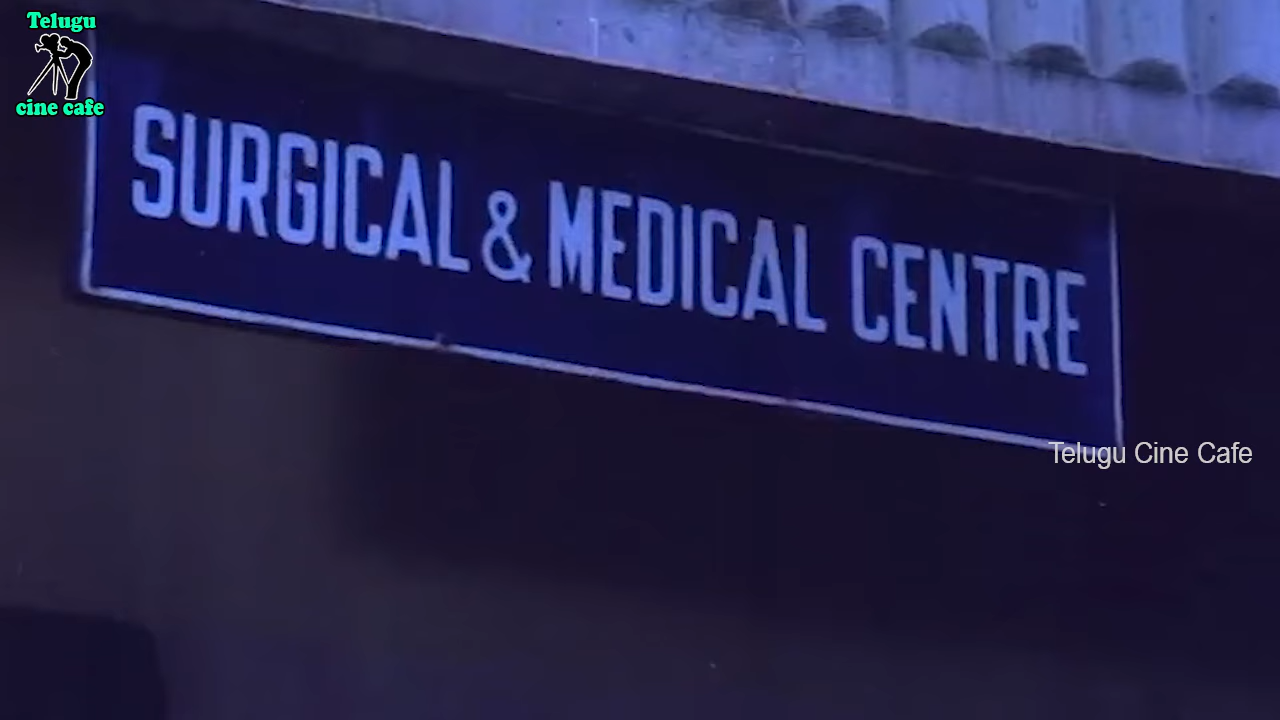 Telugu
cine cafe
SURGICAL & MEDICAL CENTRE
Telugu Cine Cafe